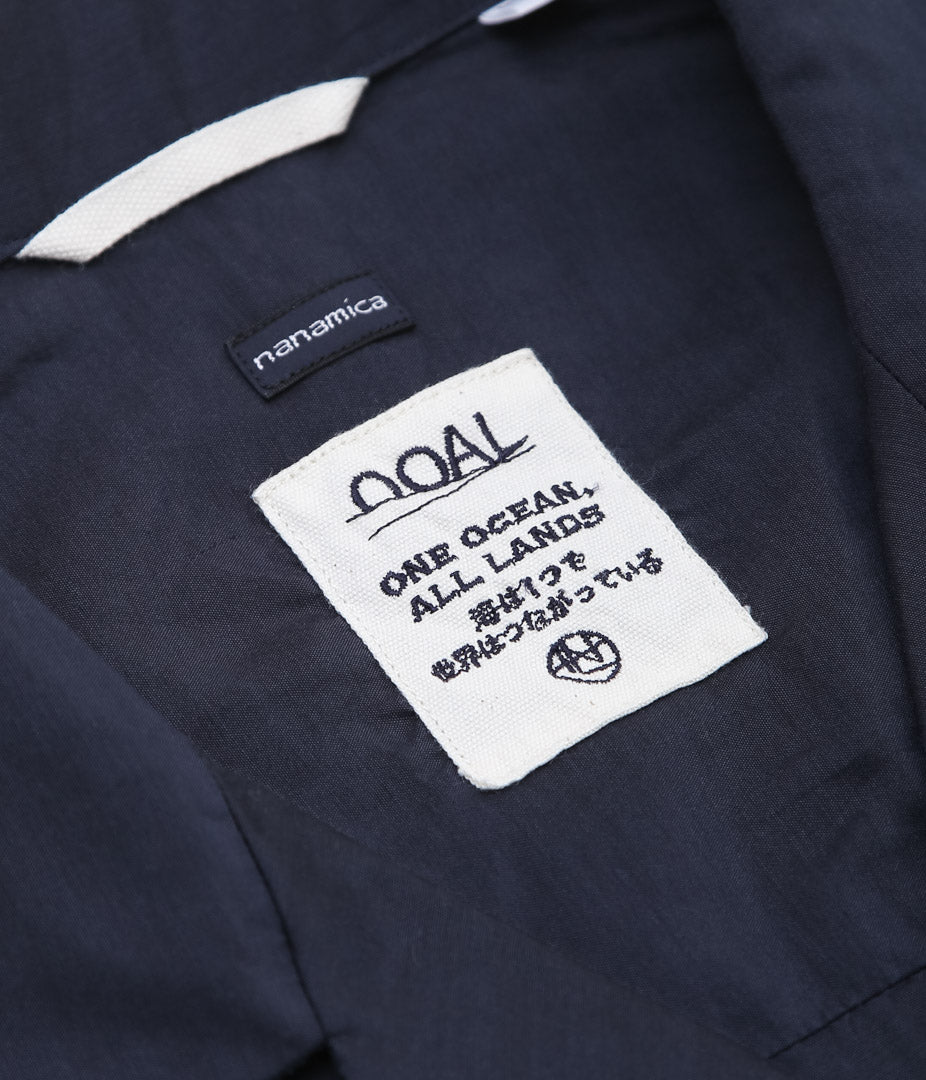 nanamica
OOAL
ONE OCEAN,
ALL LANDS
海は1つで
世界はつながっている